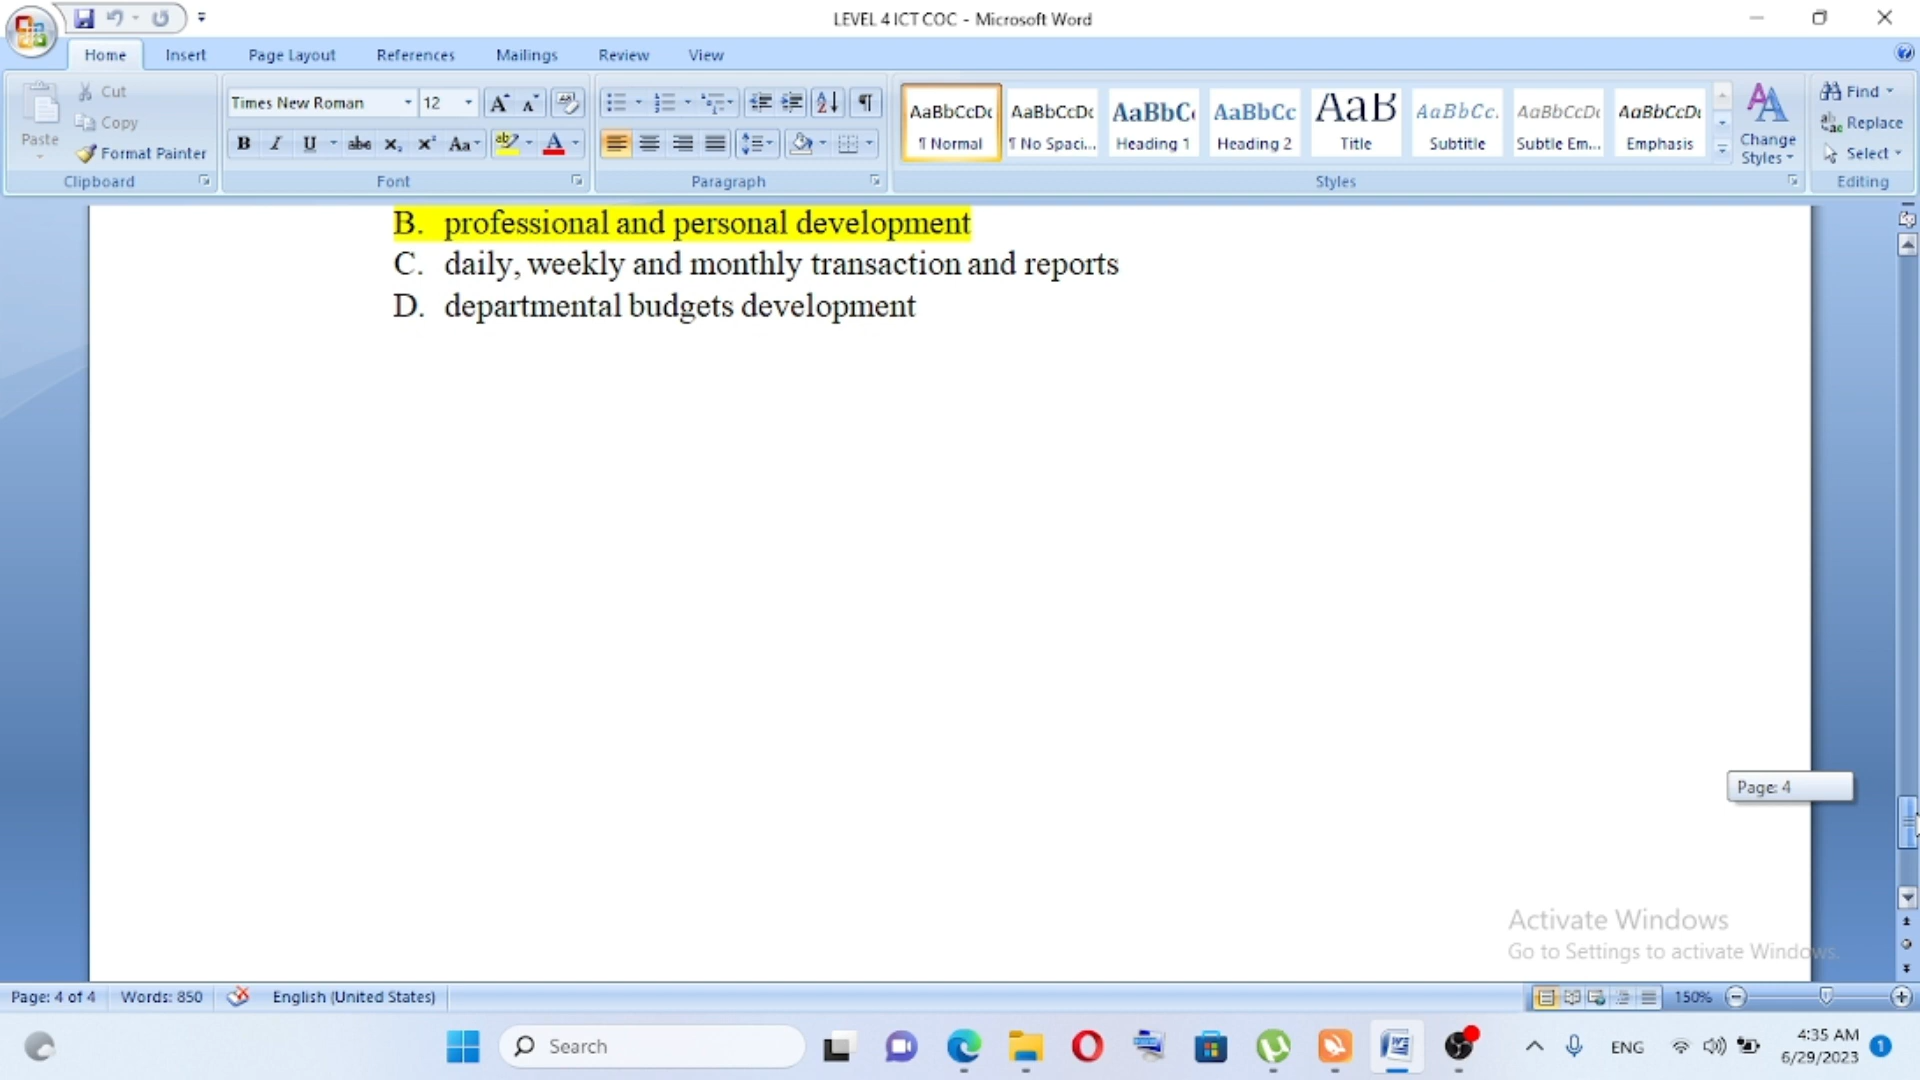 LEVEL 4 ICT COC - Microsoft Word
Home Insert Page Layout References Mailings Review View
Paste
Cut
Copy
Format Painter
Clipboard
Times New Roman 12
B I U abc x₂ x² Aa
Font
Paragraph
AaBbCcDc AaBbCcDc AaBbC AaBbCc AaB AaBbCc. AaBbCcDc AaBbCcDc
¶ Normal ¶ No Spaci... Heading 1 Heading 2 Title Subtitle Subtle Em... Emphasis
Change
Styles
Styles
Find
Replace
Select
Editing
B. professional and personal development
C. daily, weekly and monthly transaction and reports
D. departmental budgets development
Page: 4
Activate Windows
Go to Settings to activate Windows.
Page: 4 of 4 Words: 850 English (United States) 150%
Search
ENG
4:35 AM
6/29/2023
1